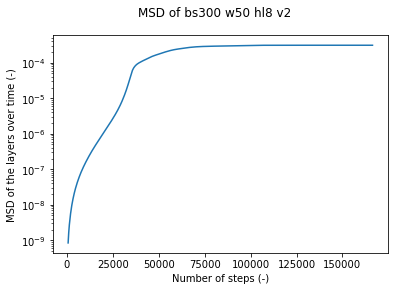 MSD of bs300 w50 hl8 v2
MSD of the layers over time (-)
10⁻⁴
10⁻⁵
10⁻⁶
10⁻⁷
10⁻⁸
10⁻⁹
0 25000 50000 75000 100000 125000 150000
Number of steps (-)